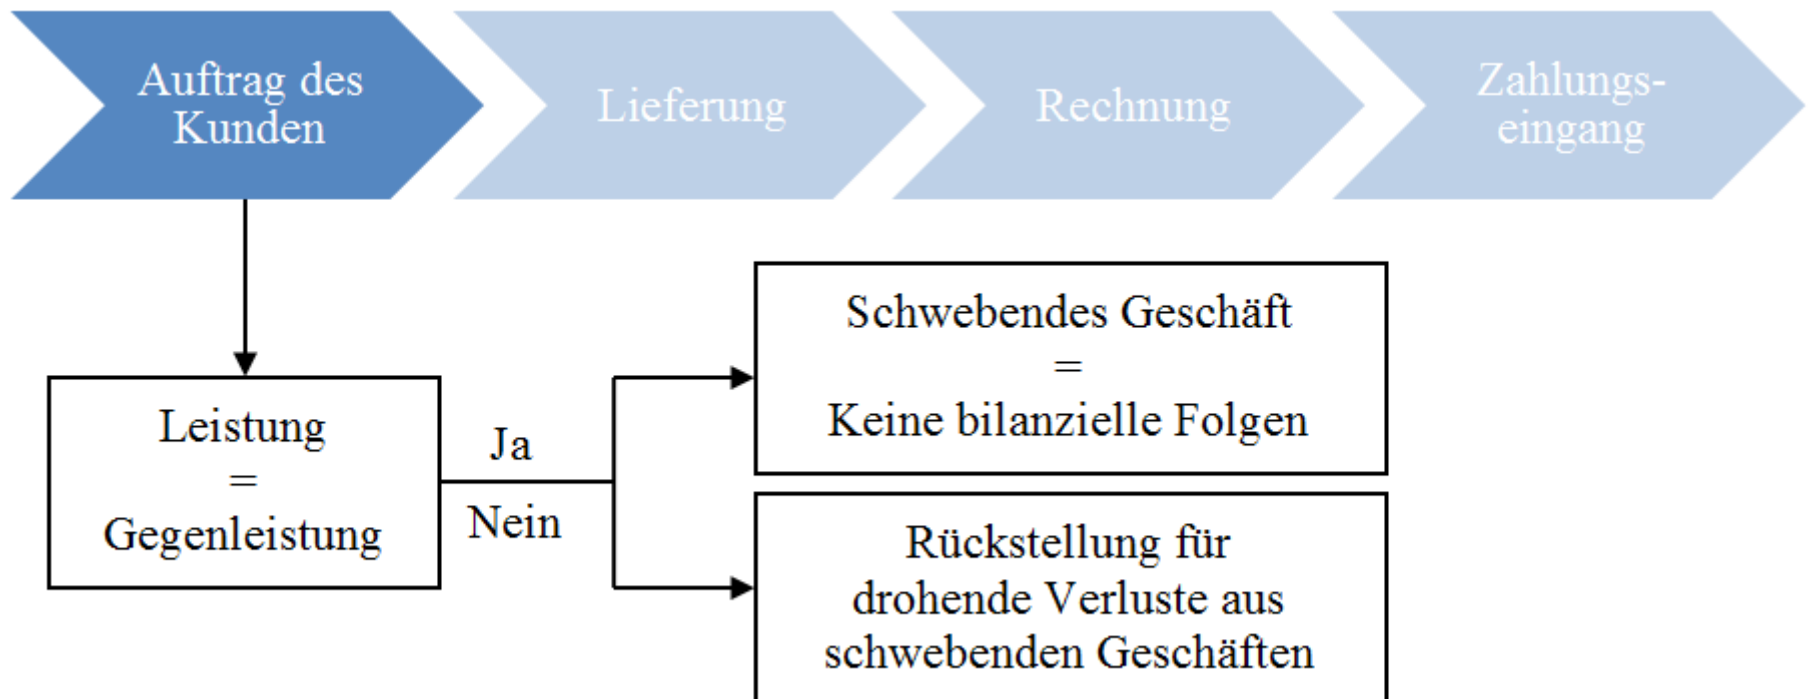 Auftrag des
Kunden
Lieferung
Rechnung
Zahlungs-
eingang
Leistung
=
Gegenleistung
Ja
Nein
Schwebendes Geschäft
=
Keine bilanzielle Folgen
Rückstellung für
drohende Verluste aus
schwebenden Geschäften